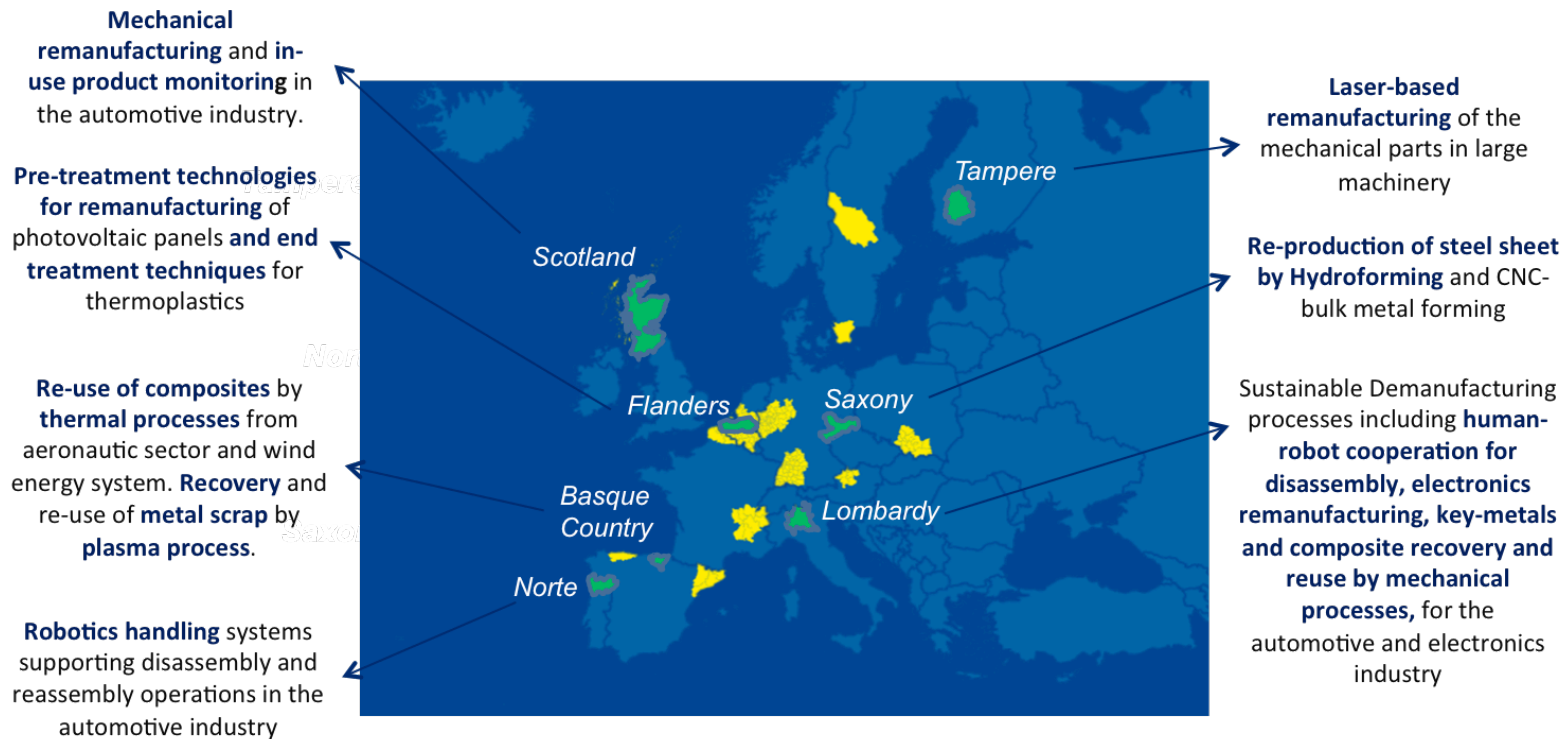 Mechanical
remanufacturing and in-
use product monitoring in
the automotive industry.
Pre-treatment technologies
for remanufacturing of
photovoltaic panels and end
treatment techniques for
thermoplastics
Re-use of composites by
thermal processes from
aeronautic sector and wind
energy system. Recovery and
re-use of metal scrap by
plasma process.
Robotics handling systems
supporting disassembly and
reassembly operations in the
automotive industry
Tampere
Nor
Saxon
Tampere
Scotland
Flanders
Saxony
Basque
Country
Lombardy
Norte
Laser-based
remanufacturing of the
mechanical parts in large
machinery
Re-production of steel sheet
by Hydroforming and CNC-
bulk metal forming
Sustainable Demanufacturing
processes including human-
robot cooperation for
disassembly, electronics
remanufacturing, key-metals
and composite recovery and
reuse by mechanical
processes, for the
automotive and electronics
industry